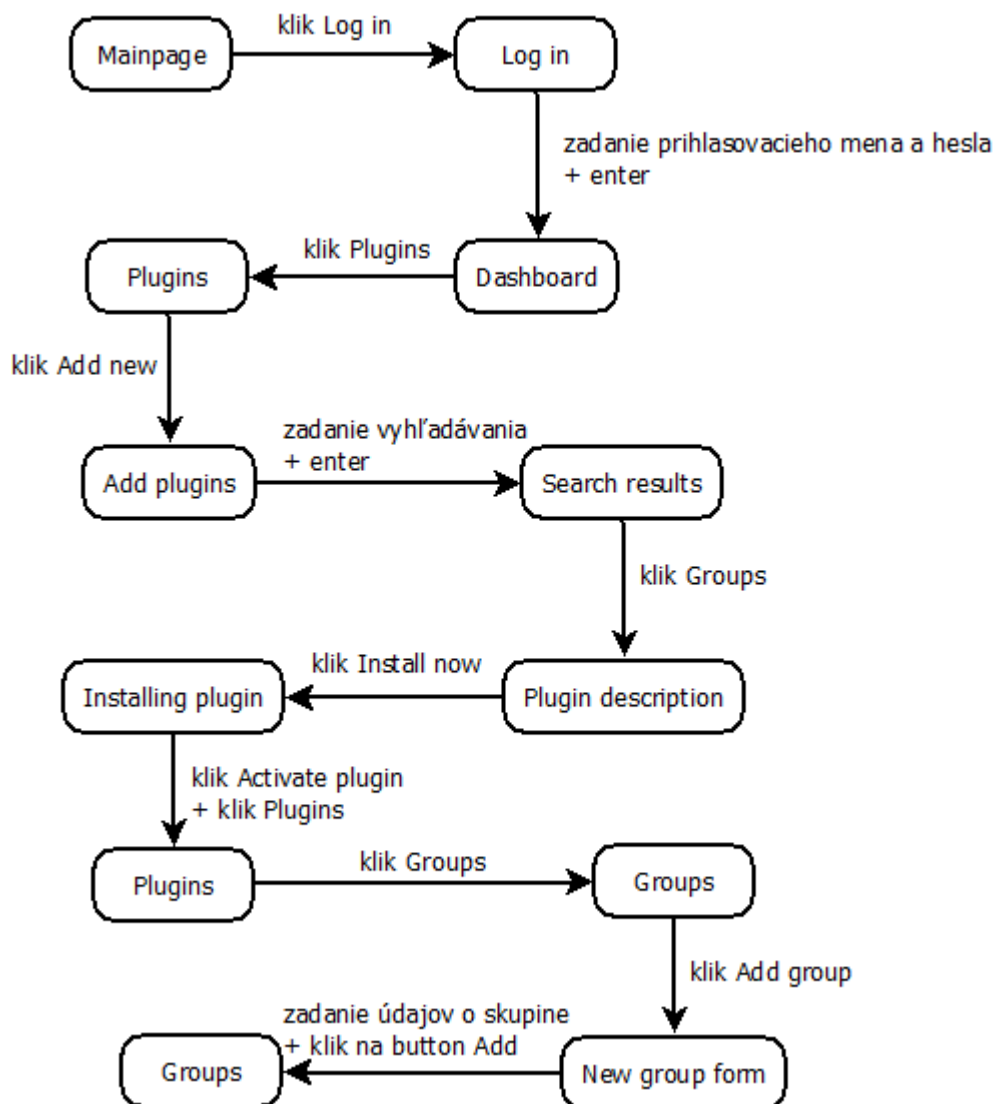 klik Log in
Mainpage
Log in
zadanie prihlasovacieho mena a hesla
+ enter
klik Plugins
Plugins
Dashboard
klik Add new
zadanie vyhľadávania
+ enter
Add plugins
Search results
klik Groups
klik Install now
Installing plugin
Plugin description
klik Activate plugin
+ klik Plugins
klik Groups
Plugins
Groups
klik Add group
zadanie údajov o skupine
+ klik na button Add
Groups
New group form